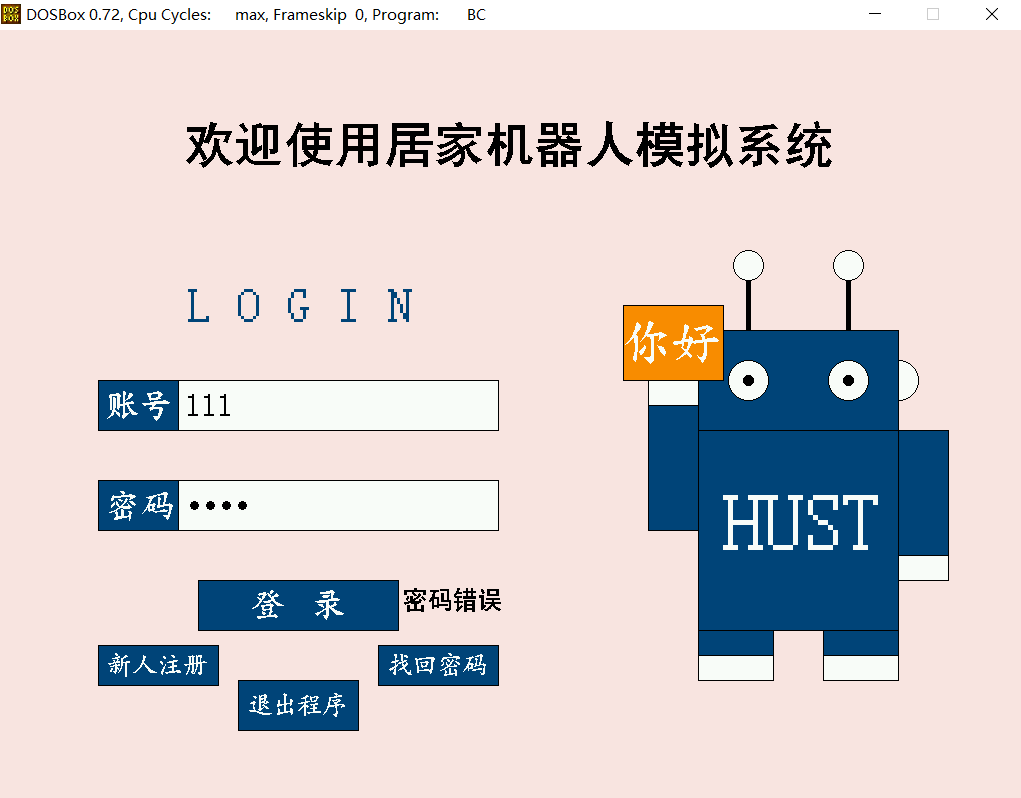 DOSBox 0.72, Cpu Cycles: max, Frameskip 0, Program: BC
欢迎使用居家机器人模拟系统
LOGIN
你好
账号 111
密码 ••••
HUST
登 录 密码错误
新人注册 找回密码
退出程序